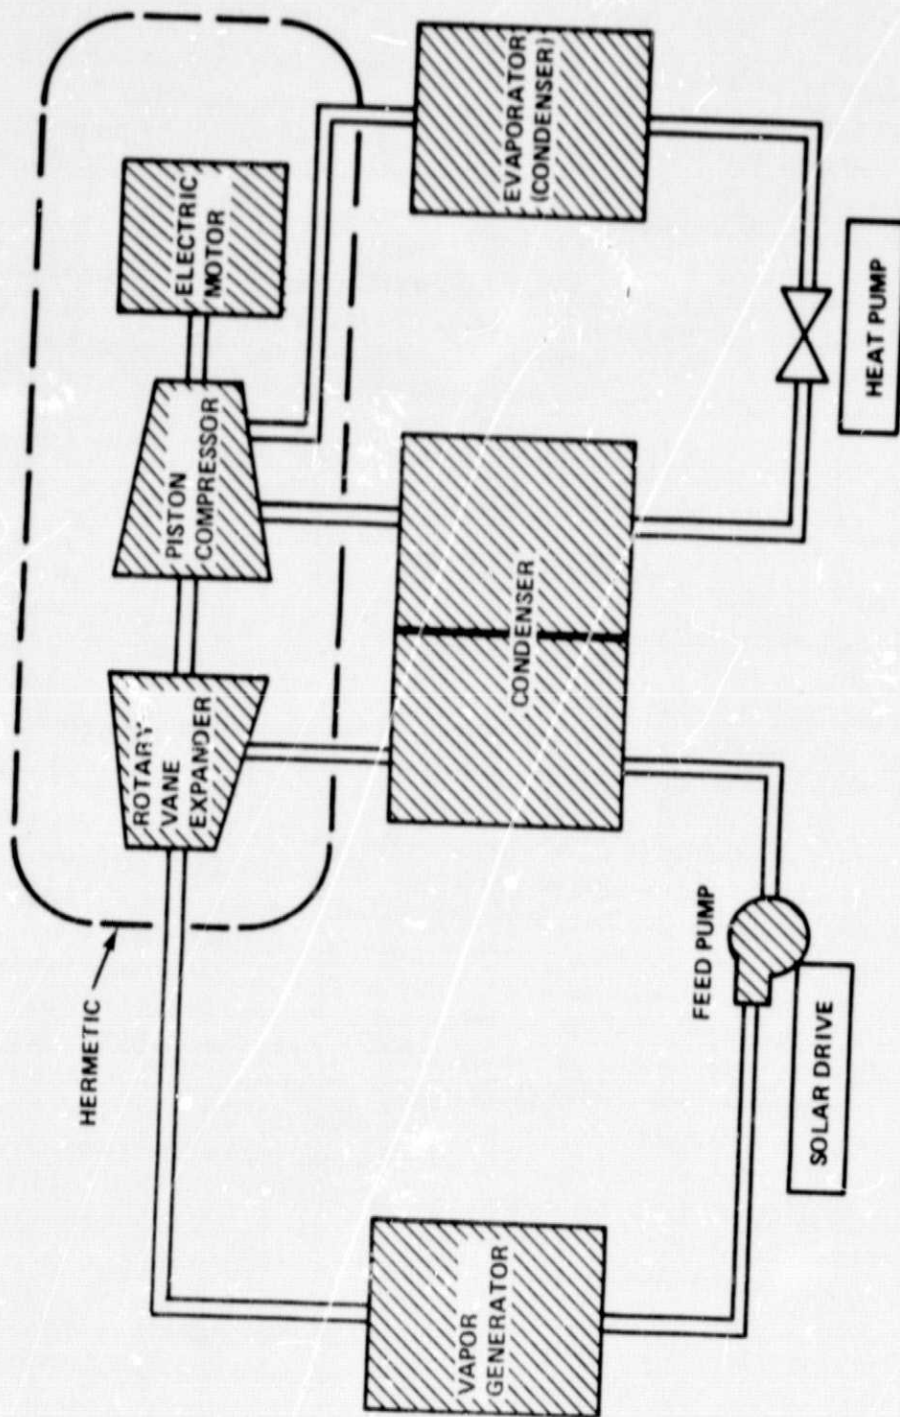 HERMETIC
ROTARY
VANE
EXPANDER
PISTON
COMPRESSOR
ELECTRIC
MOTOR
VAPOR
GENERATOR
CONDENSER
EVAPORATOR
(CONDENSER)
FEED PUMP
SOLAR DRIVE
HEAT PUMP